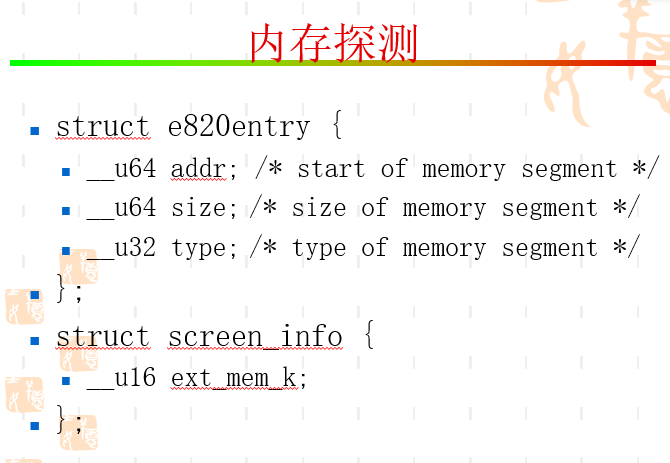 内存探测
struct e820entry {
__u64 addr; /* start of memory segment */
__u64 size; /* size of memory segment */
__u32 type; /* type of memory segment */
};
struct screen_info {
__u16 ext_mem_k;
};